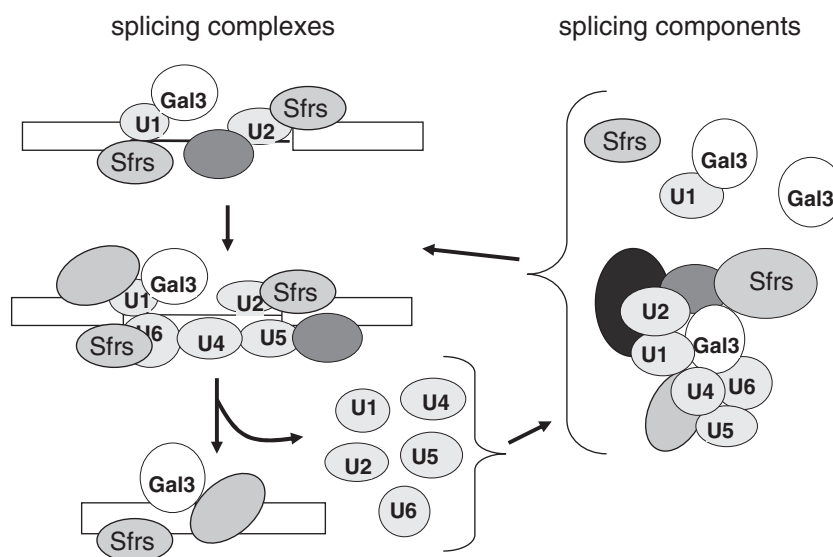 splicing complexes
Gal3
U1
U2
Sfrs
Sfrs
U1
Gal3
U2
Sfrs
Sfrs
U6
U4
U5
U1
U4
U2
U5
U6
Gal3
Sfrs
splicing components
Sfrs
Gal3
U1
Gal3
Sfrs
U2
U1
Gal3
U4
U6
U5